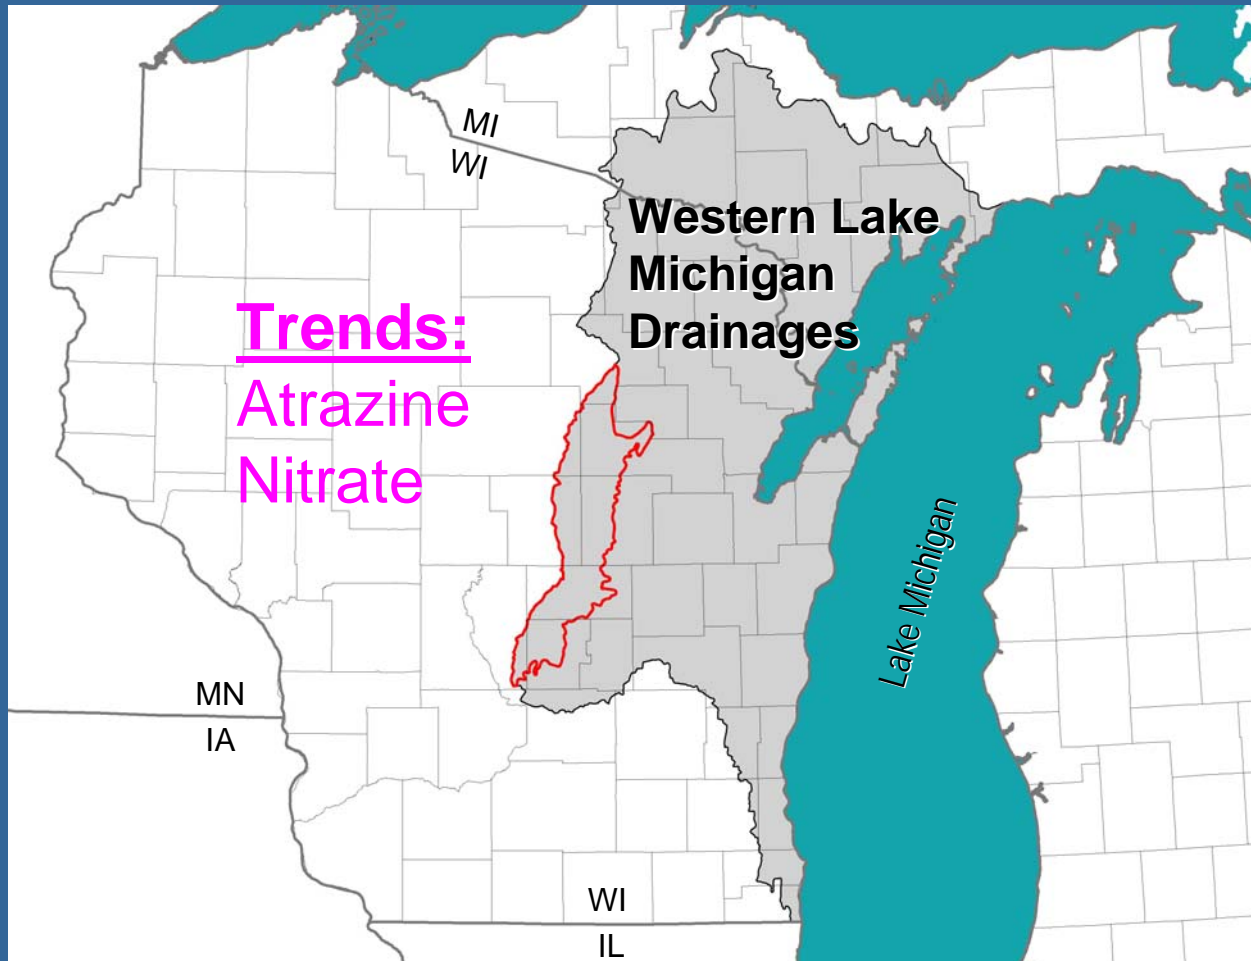 MI
WI
Western Lake
Michigan
Drainages
Trends:
Atrazine
Nitrate
Lake Michigan
MN
IA
WI
IL